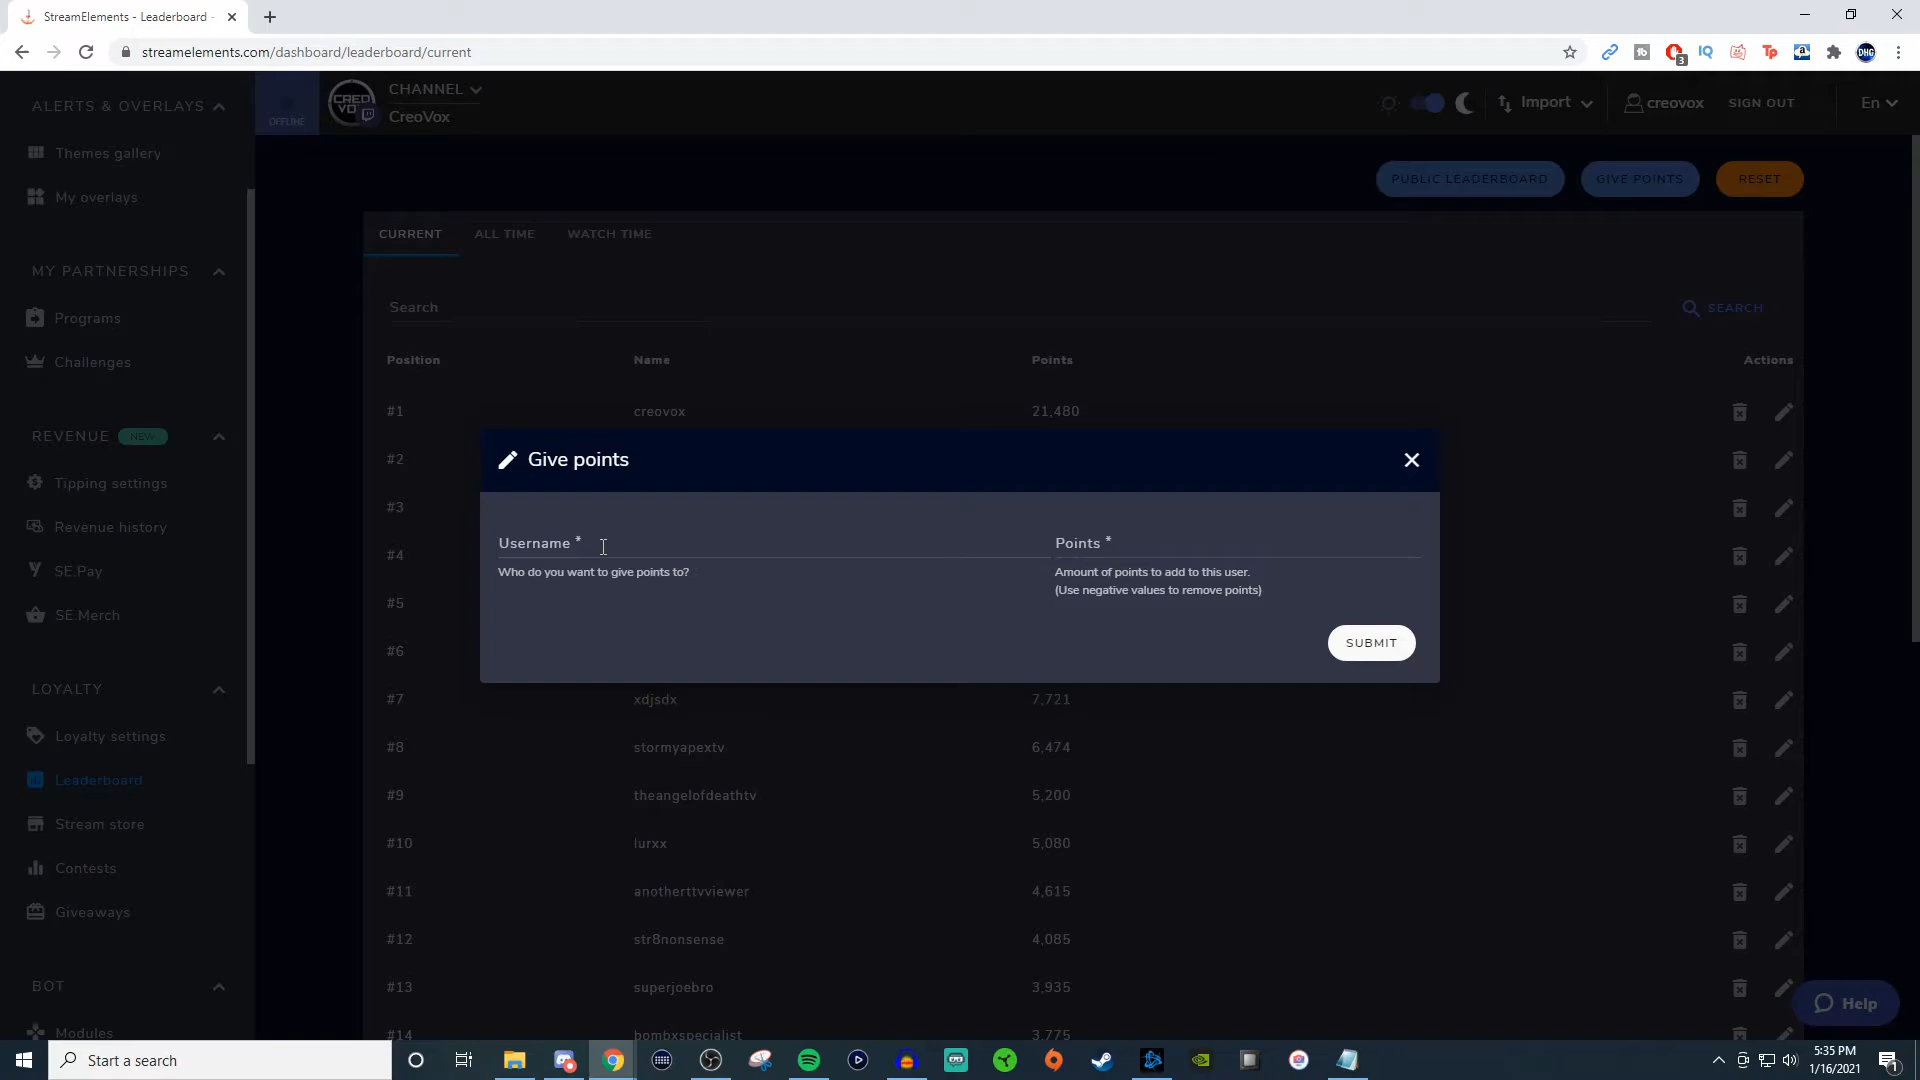 StreamElements - Leaderboard -
streamelements.com/dashboard/leaderboard/current
3
DHG
ALERTS & OVERLAYS
OFFLINE
CREO
VO
CHANNEL
CreoVox
Import
creovox
SIGN OUT
En
Themes gallery
My overlays
MY PARTNERSHIPS
Programs
Challenges
REVENUE NEW
Tipping settings
Revenue history
SE.Pay
SE.Merch
LOYALTY
Loyalty settings
Leaderboard
Stream store
Contests
Giveaways
BOT
Modules
PUBLIC LEADERBOARD
GIVE POINTS
RESET
CURRENT
ALL TIME
WATCH TIME
Search
SEARCH
Position Name Points Actions
#1 creovox 21,480
#2
#3
#4
#5
#6
Give points
Username *
Who do you want to give points to?
Points *
Amount of points to add to this user.
(Use negative values to remove points)
SUBMIT
#7 xdjsdx 7,721
#8 stormyapextv 6,474
#9 theangelofdeathtv 5,200
#10 lurxx 5,080
#11 anotherttvviewer 4,615
#12 str8nonsense 4,085
#13 superjoebro 3,935
#14 bombxspecialist 3,775
Help
Start a search
5:35 PM
1/16/2021
1